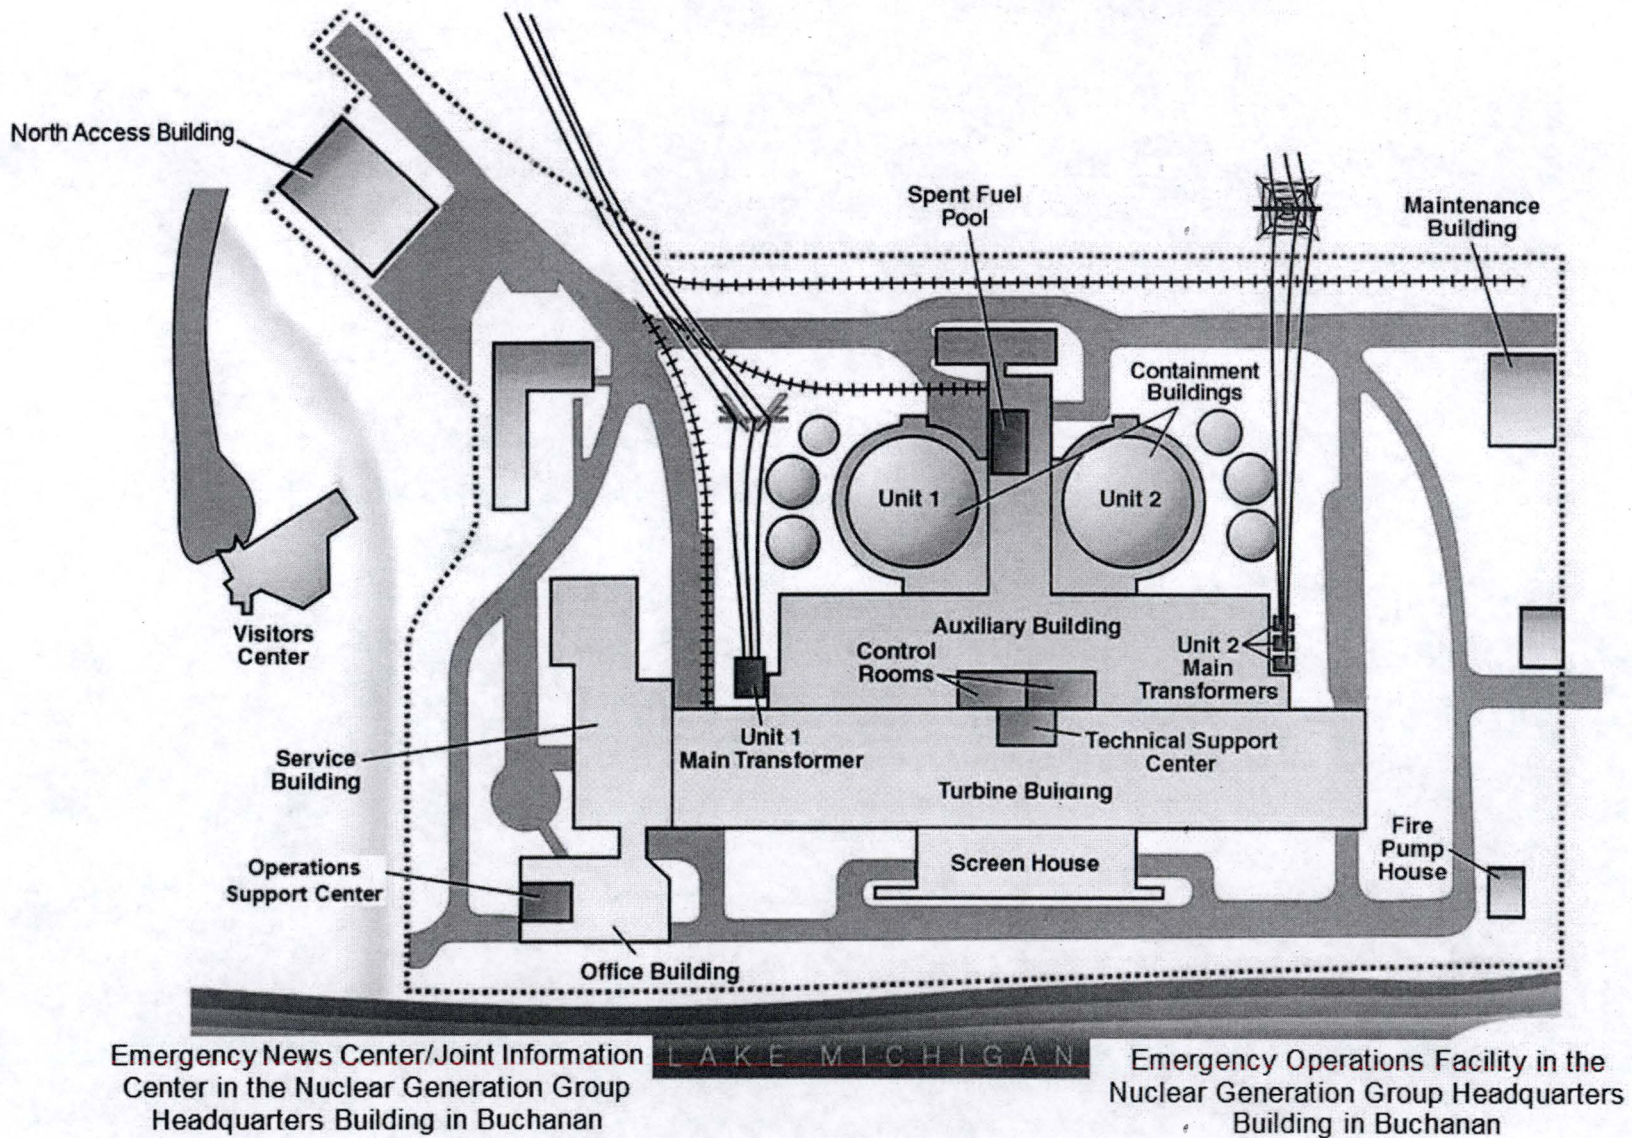 North Access Building
Spent Fuel
Pool
Maintenance
Building
Containment
Buildings
Unit 1
Unit 2
Visitors
Center
Auxiliary Building
Control
Rooms
Unit 2
Main
Transformers
Unit 1
Main Transformer
Technical Support
Center
Service
Building
Turbine Building
Fire
Pump
House
Screen House
Operations
Support Center
Office Building
LAKE MICHIGAN
Emergency News Center/Joint Information
Center in the Nuclear Generation Group
Headquarters Building in Buchanan
Emergency Operations Facility in the
Nuclear Generation Group Headquarters
Building in Buchanan